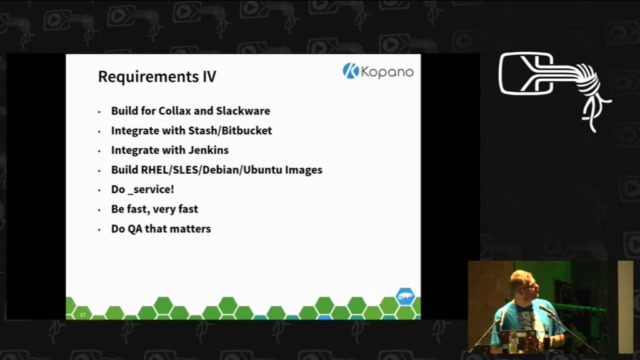 Requirements IV
Kopano
Build for Collax and Slackware
Integrate with Stash/Bitbucket
Integrate with Jenkins
Build RHEL/SLES/Debian/Ubuntu Images
Do _service!
Be fast, very fast
Do QA that matters